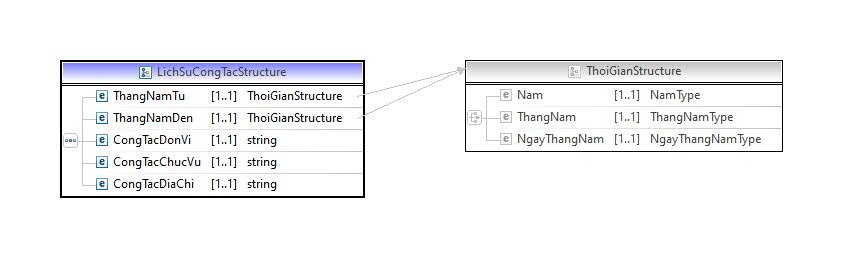 LichSuCongTacStructure
ThangNamTu [1..1] ThoiGianStructure
ThangNamDen [1..1] ThoiGianStructure
CongTacDonVi [1..1] string
CongTacChucVu [1..1] string
CongTacDiaChi [1..1] string
ThoiGianStructure
Nam [1..1] NamType
ThangNam [1..1] ThangNamType
NgayThangNam [1..1] NgayThangNamType